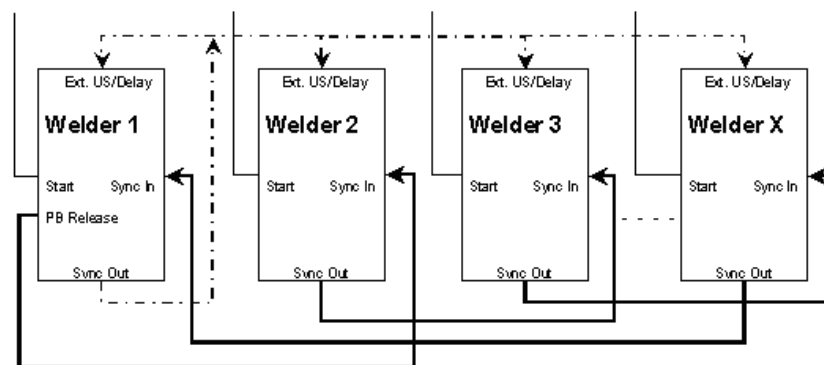 Ext. US/Delay
Welder 1
Start Sync In
PB Release
Sync Out
Ext. US/Delay
Welder 2
Start Sync In
Sync Out
Ext. US/Delay
Welder 3
Start Sync In
Sync Out
Ext. US/Delay
Welder X
Start Sync In
Sync Out